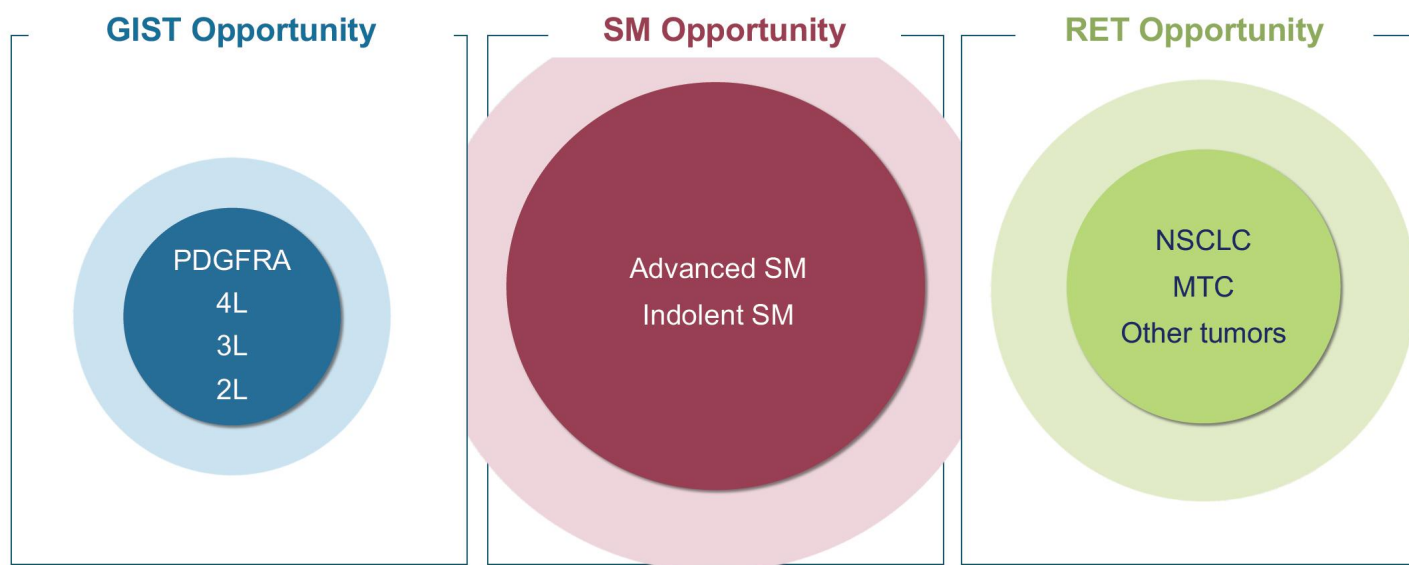 GIST Opportunity
PDGFRA
4L
3L
2L
SM Opportunity
Advanced SM
Indolent SM
RET Opportunity
NSCLC
MTC
Other tumors